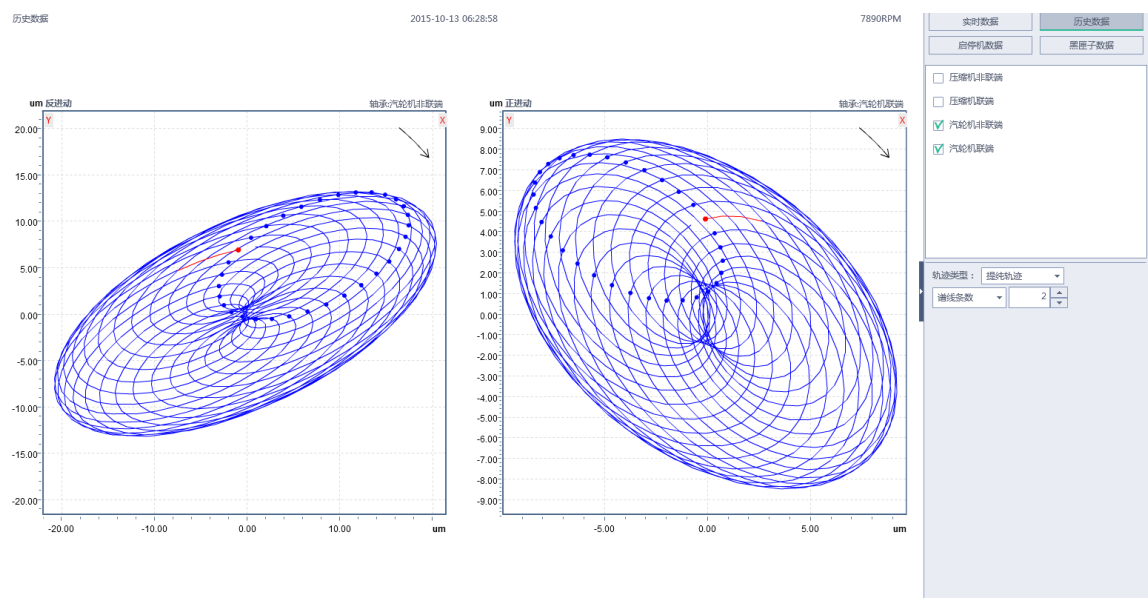 历史数据 2015-10-13 06:28:58 7890RPM
实时数据 历史数据
启停机数据 黑匣子数据
压缩机非联端
压缩机联端
汽轮机非联端
汽轮机联端
轨迹类型： 提纯轨迹
谱线条数 2
um 反进动 轴承:汽轮机非联端
Y X
20.00
15.00
10.00
5.00
0.00
-5.00
-10.00
-15.00
-20.00
-20.00 -10.00 0.00 10.00 um
um 正进动 轴承:汽轮机联端
Y X
9.00
8.00
7.00
6.00
5.00
4.00
3.00
2.00
1.00
0.00
-1.00
-2.00
-3.00
-4.00
-5.00
-6.00
-7.00
-8.00
-9.00
-5.00 0.00 5.00 um